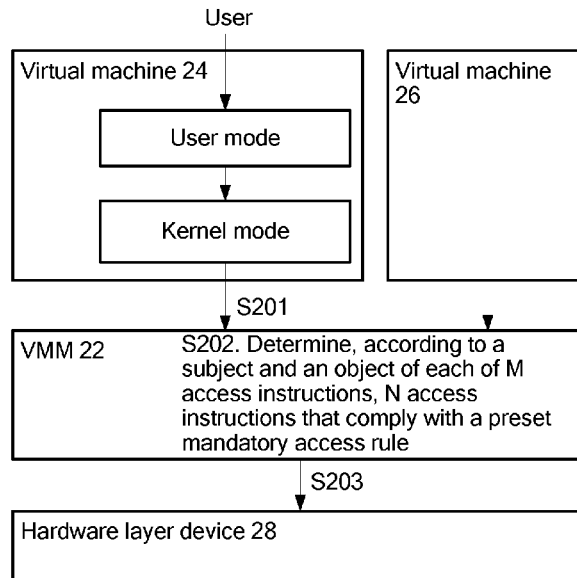 User
Virtual machine 24
Virtual machine
26
User mode
Kernel mode
S201
VMM 22
S202. Determine, according to a
subject and an object of each of M
access instructions, N access
instructions that comply with a preset
mandatory access rule
S203
Hardware layer device 28